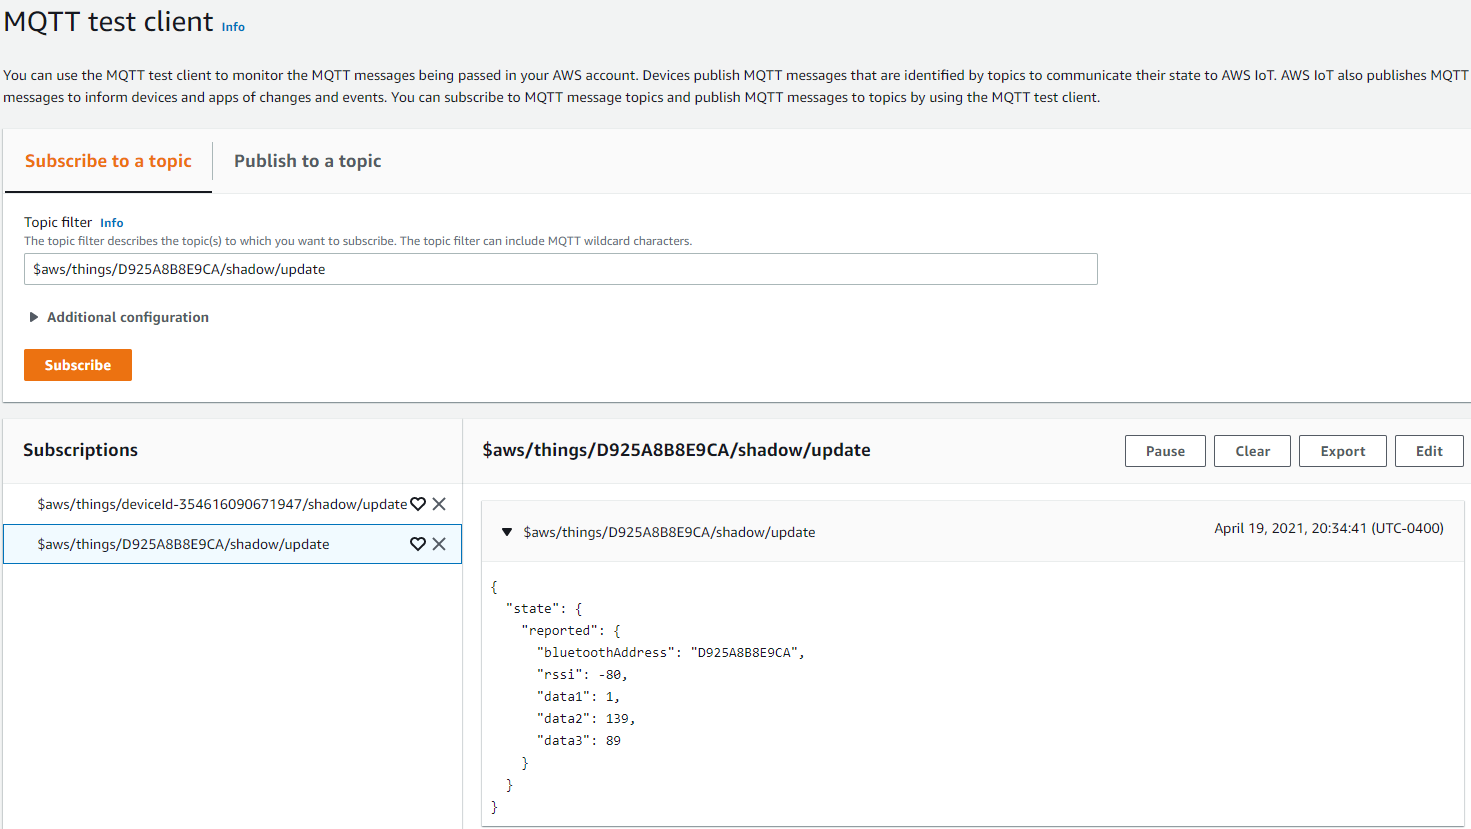 MQTT test client Info
You can use the MQTT test client to monitor the MQTT messages being passed in your AWS account. Devices publish MQTT messages that are identified by topics to communicate their state to AWS IoT. AWS IoT also publishes MQTT
messages to inform devices and apps of changes and events. You can subscribe to MQTT message topics and publish MQTT messages to topics by using the MQTT test client.
Subscribe to a topic
Publish to a topic
Topic filter Info
The topic filter describes the topic(s) to which you want to subscribe. The topic filter can include MQTT wildcard characters.
$aws/things/D925A8B8E9CA/shadow/update
Additional configuration
Subscribe
Subscriptions
$aws/things/deviceId-354616090671947/shadow/update
$aws/things/D925A8B8E9CA/shadow/update
$aws/things/D925A8B8E9CA/shadow/update
Pause
Clear
Export
Edit
$aws/things/D925A8B8E9CA/shadow/update
April 19, 2021, 20:34:41 (UTC-0400)
{
"state": {
"reported": {
"bluetoothAddress": "D925A8B8E9CA",
"rssi": -80,
"data1": 1,
"data2": 139,
"data3": 89
}
}
}